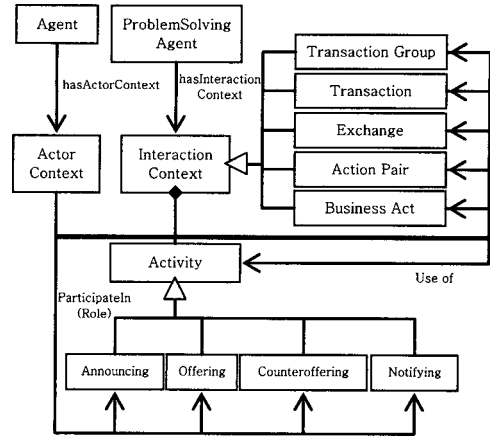 Agent
ProblemSolving
Agent
Transaction Group
hasActorContext
hasInteraction
Context
Transaction
Exchange
Actor
Context
Interaction
Context
Action Pair
Business Act
Activity
Use of
ParticipateIn
(Role)
Announcing
Offering
Counteroffering
Notifying